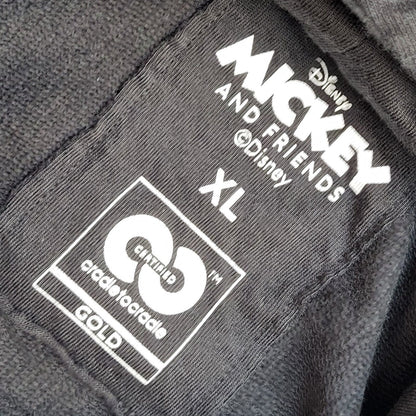 Disney
MICKEY
AND FRIENDS
©Disney
XL
CERTIFIED
cradletocradle
™
GOLD